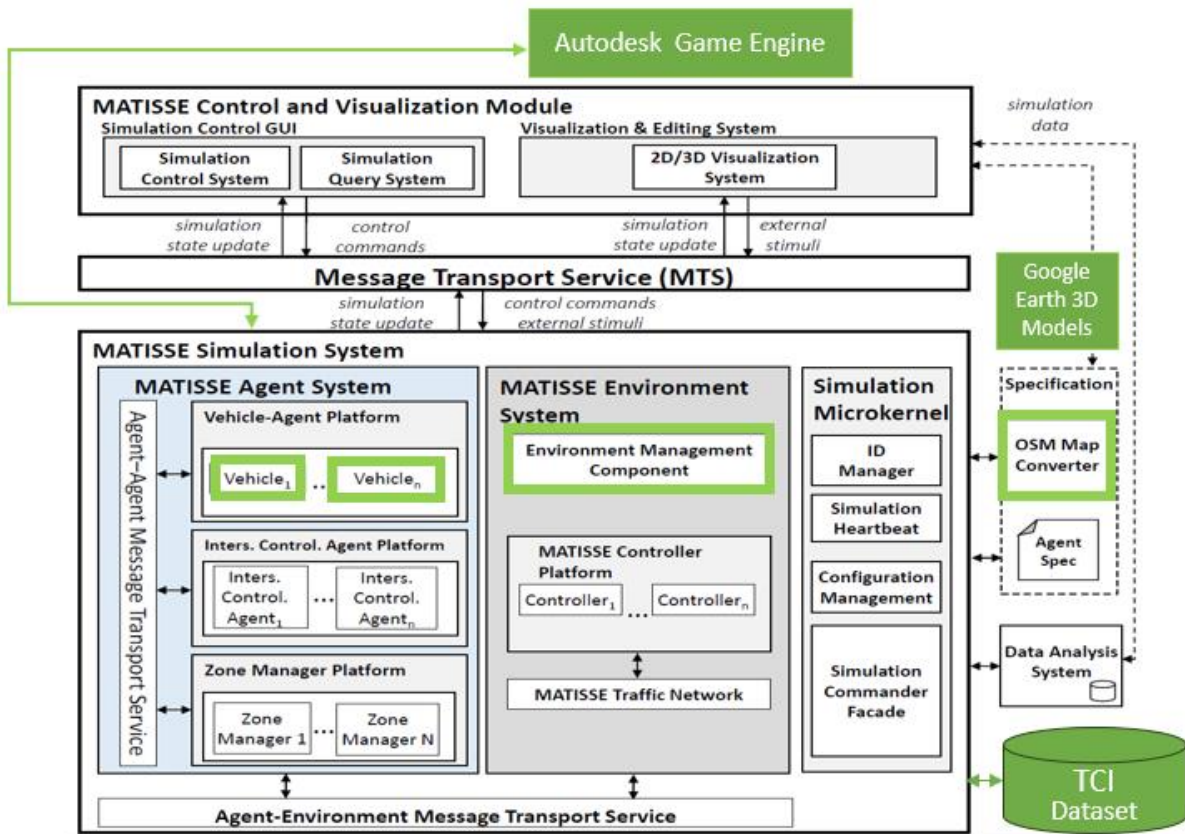 Autodesk Game Engine
MATISSE Control and Visualization Module
Simulation Control GUI
Simulation
Control System
Simulation
Query System
Visualization & Editing System
2D/3D Visualization
System
simulation
data
simulation
state update
control
commands
simulation
state update
external
stimuli
Message Transport Service (MTS)
simulation
state update
control commands
external stimuli
Google
Earth 3D
Models
MATISSE Simulation System
MATISSE Agent System
Agent-Agent Message Transport Service
Vehicle-Agent Platform
Vehicle1 .. Vehiclen
Inters. Control. Agent Platform
Inters.
Control.
Agent1
...
Inters.
Control.
Agentn
Zone Manager Platform
Zone
Manager 1
...
Zone
Manager N
MATISSE Environment
System
Environment Management
Component
MATISSE Controller
Platform
Controller1 ... Controllern
MATISSE Traffic Network
Simulation
Microkernel
ID
Manager
Simulation
Heartbeat
Configuration
Management
Simulation
Commander
Facade
Specification
OSM Map
Converter
Agent
Spec
Data Analysis
System
TCI
Dataset
Agent-Environment Message Transport Service